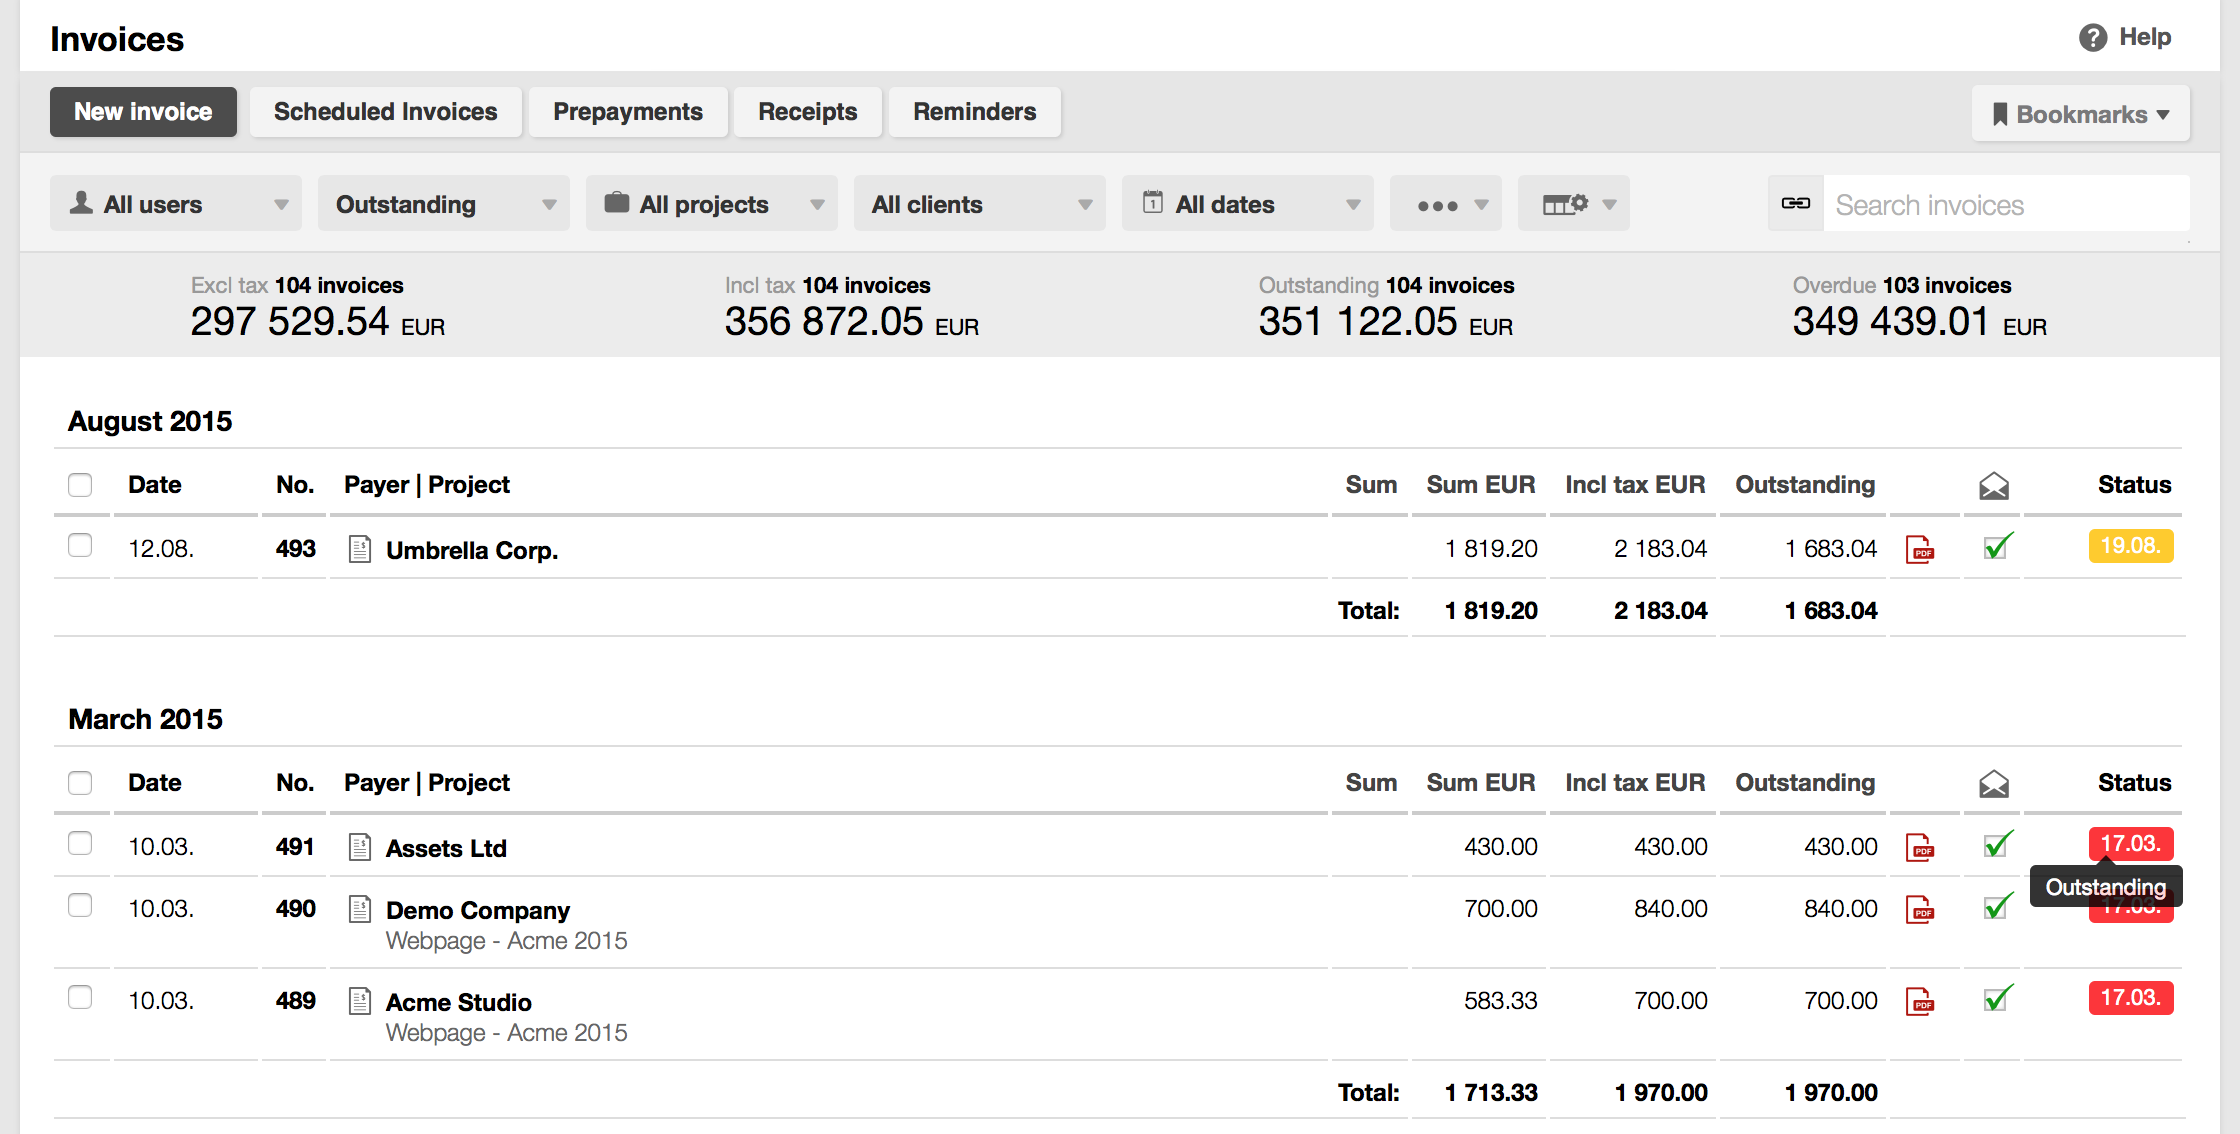 Invoices
Help
New invoice Scheduled Invoices Prepayments Receipts Reminders Bookmarks
All users Outstanding All projects All clients 1 All dates Search invoices
Excl tax 104 invoices Incl tax 104 invoices Outstanding 104 invoices Overdue 103 invoices
297 529.54 EUR 356 872.05 EUR 351 122.05 EUR 349 439.01 EUR
August 2015
Date No. Payer | Project Sum Sum EUR Incl tax EUR Outstanding Status
12.08. 493 Umbrella Corp. 1 819.20 2 183.04 1 683.04 PDF 19.08.
Total: 1 819.20 2 183.04 1 683.04
March 2015
Date No. Payer | Project Sum Sum EUR Incl tax EUR Outstanding Status
10.03. 491 Assets Ltd 430.00 430.00 430.00 PDF 17.03.
Outstanding
10.03. 490 Demo Company 700.00 840.00 840.00 PDF 17.03.
Webpage - Acme 2015
10.03. 489 Acme Studio 583.33 700.00 700.00 PDF 17.03.
Webpage - Acme 2015
Total: 1 713.33 1 970.00 1 970.00